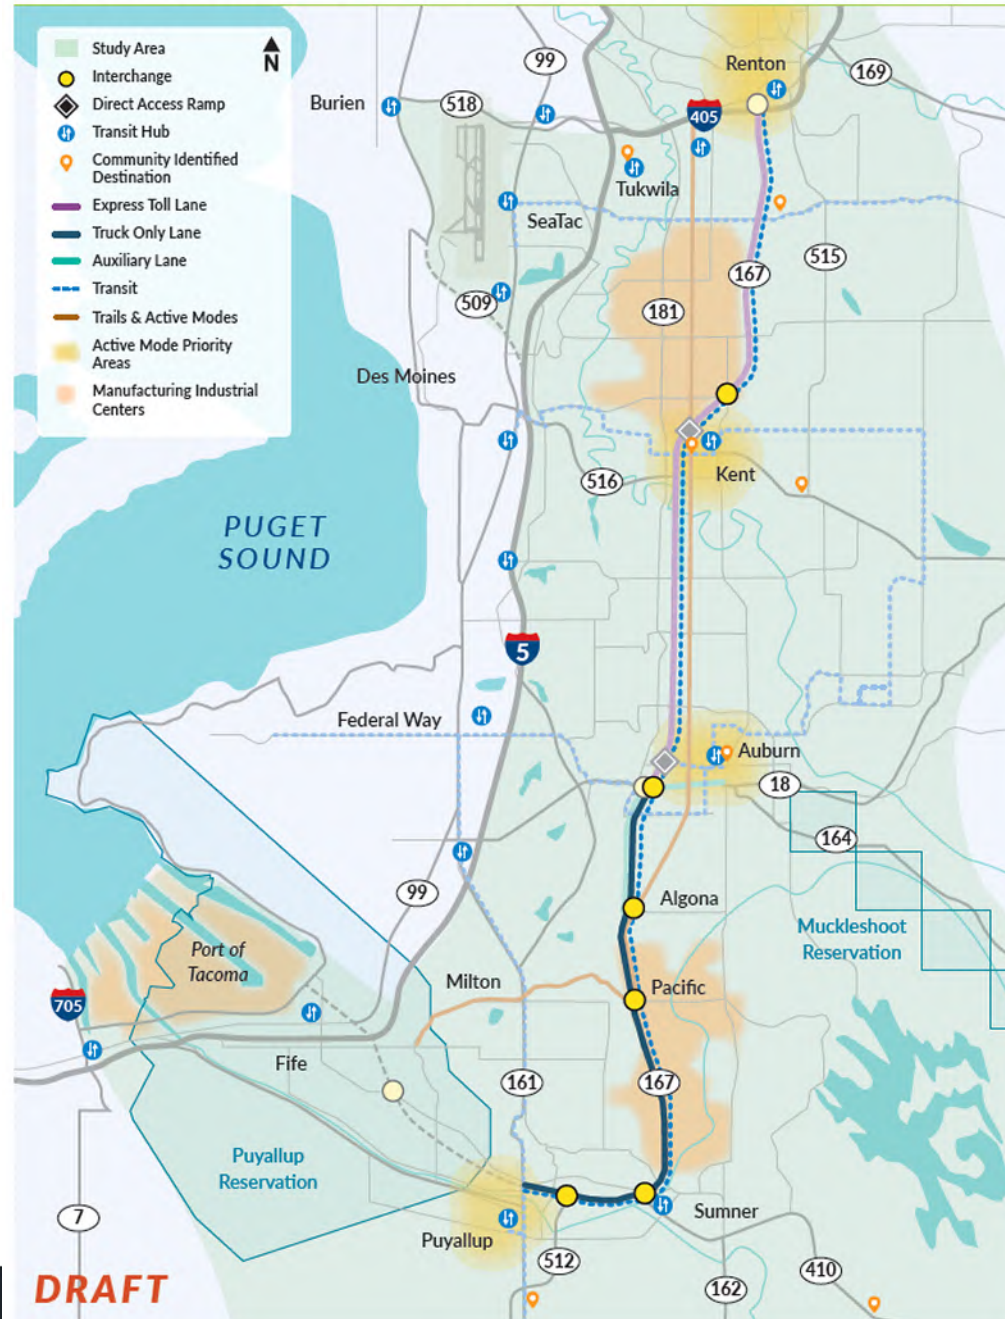 Study Area
Interchange
Direct Access Ramp
Transit Hub
Community Identified
Destination
Express Toll Lane
Truck Only Lane
Auxiliary Lane
Transit
Trails & Active Modes
Active Mode Priority
Areas
Manufacturing Industrial
Centers
N
99
Renton
169
Burien
518
405
Tukwila
SeaTac
167
515
509
181
Des Moines
516
Kent
PUGET
SOUND
5
Federal Way
Auburn
18
164
99
Algona
Muckleshoot
Reservation
Port of
Tacoma
Milton
Pacific
705
Fife
161
167
Puyallup
Reservation
7
Sumner
Puyallup
512
410
162
DRAFT